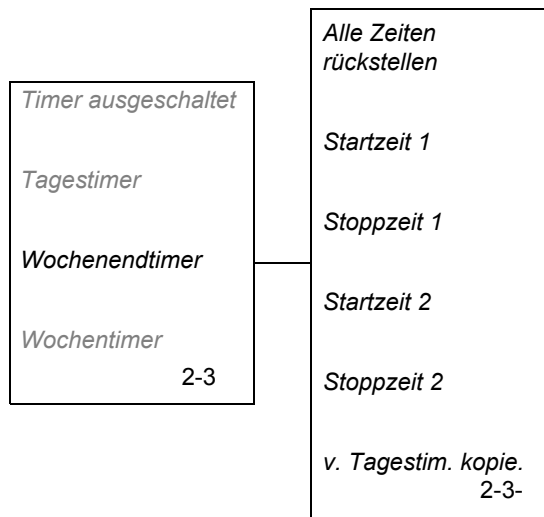 Timer ausgeschaltet
Tagestimer
Wochenendtimer
Wochentimer
2-3
Alle Zeiten
rückstellen
Startzeit 1
Stoppzeit 1
Startzeit 2
Stoppzeit 2
v. Tagestim. kopie.
2-3-